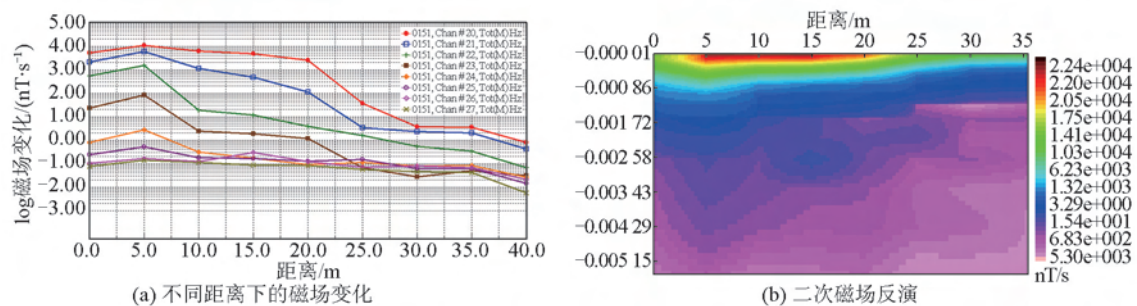 5.00
4.00
3.00
2.00
1.00
0.00
−1.00
−2.00
−3.00
log磁场变化/(nT·s⁻¹)
0151, Chan#20, Tot(M)Hz
0151, Chan#21, Tot(M)Hz
0151, Chan#22, Tot(M)Hz
0151, Chan#23, Tot(M)Hz
0151, Chan#24, Tot(M)Hz
0151, Chan#25, Tot(M)Hz
0151, Chan#26, Tot(M)Hz
0151, Chan#27, Tot(M)Hz
0.0 5.0 10.0 15.0 20.0 25.0 30.0 35.0 40.0
距离/m
(a) 不同距离下的磁场变化
距离/m
0 5 10 15 20 25 30 35
−0.000 01
−0.000 86
−0.001 72
−0.002 58
−0.003 43
−0.004 29
−0.005 15
2.24e+004
2.20e+004
2.05e+004
1.75e+004
1.41e+004
1.03e+004
6.23e+003
1.32e+003
3.29e+000
1.54e+001
6.83e+002
5.30e+003
nT/s
(b) 二次磁场反演